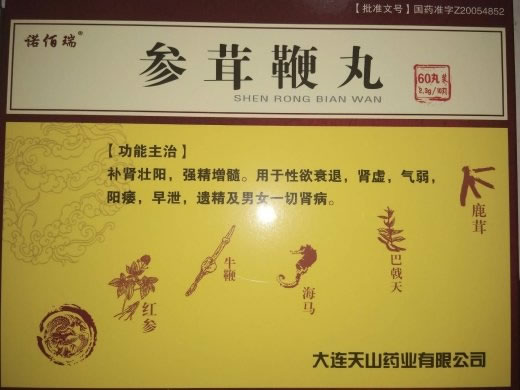 【批准文号】国药准字Z20054852
诺佰瑞®
参茸鞭丸
SHEN RONG BIAN WAN
60丸装
【功能主治】
补肾壮阳，强精增髓。用于性欲衰退，肾虚，气弱，
阳痿，早泄，遗精及男女一切肾病。
鹿茸
巴戟天
牛鞭
海马
红参
大连天山药业有限公司